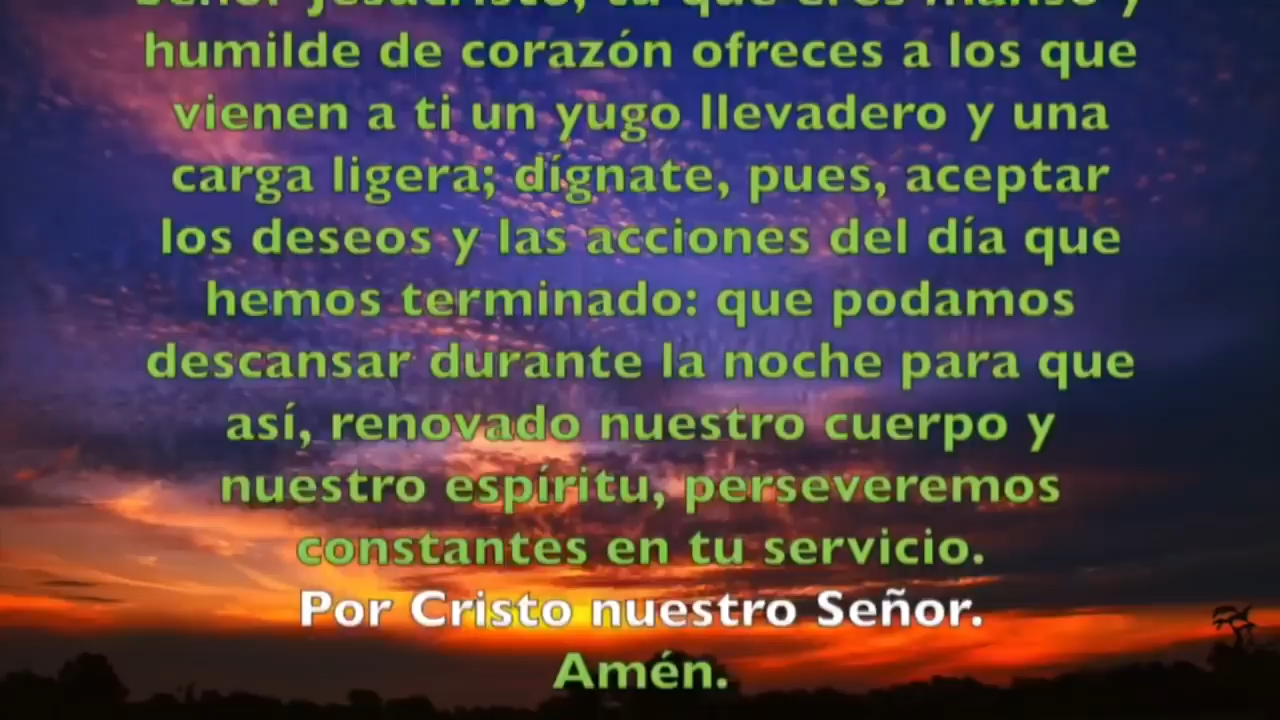 Señor Jesucristo, tú que eres manso y
humilde de corazón ofreces a los que
vienen a ti un yugo llevadero y una
carga ligera; dígnate, pues, aceptar
los deseos y las acciones del día que
hemos terminado: que podamos
descansar durante la noche para que
así, renovado nuestro cuerpo y
nuestro espíritu, perseveremos
constantes en tu servicio.
Por Cristo nuestro Señor.
Amén.